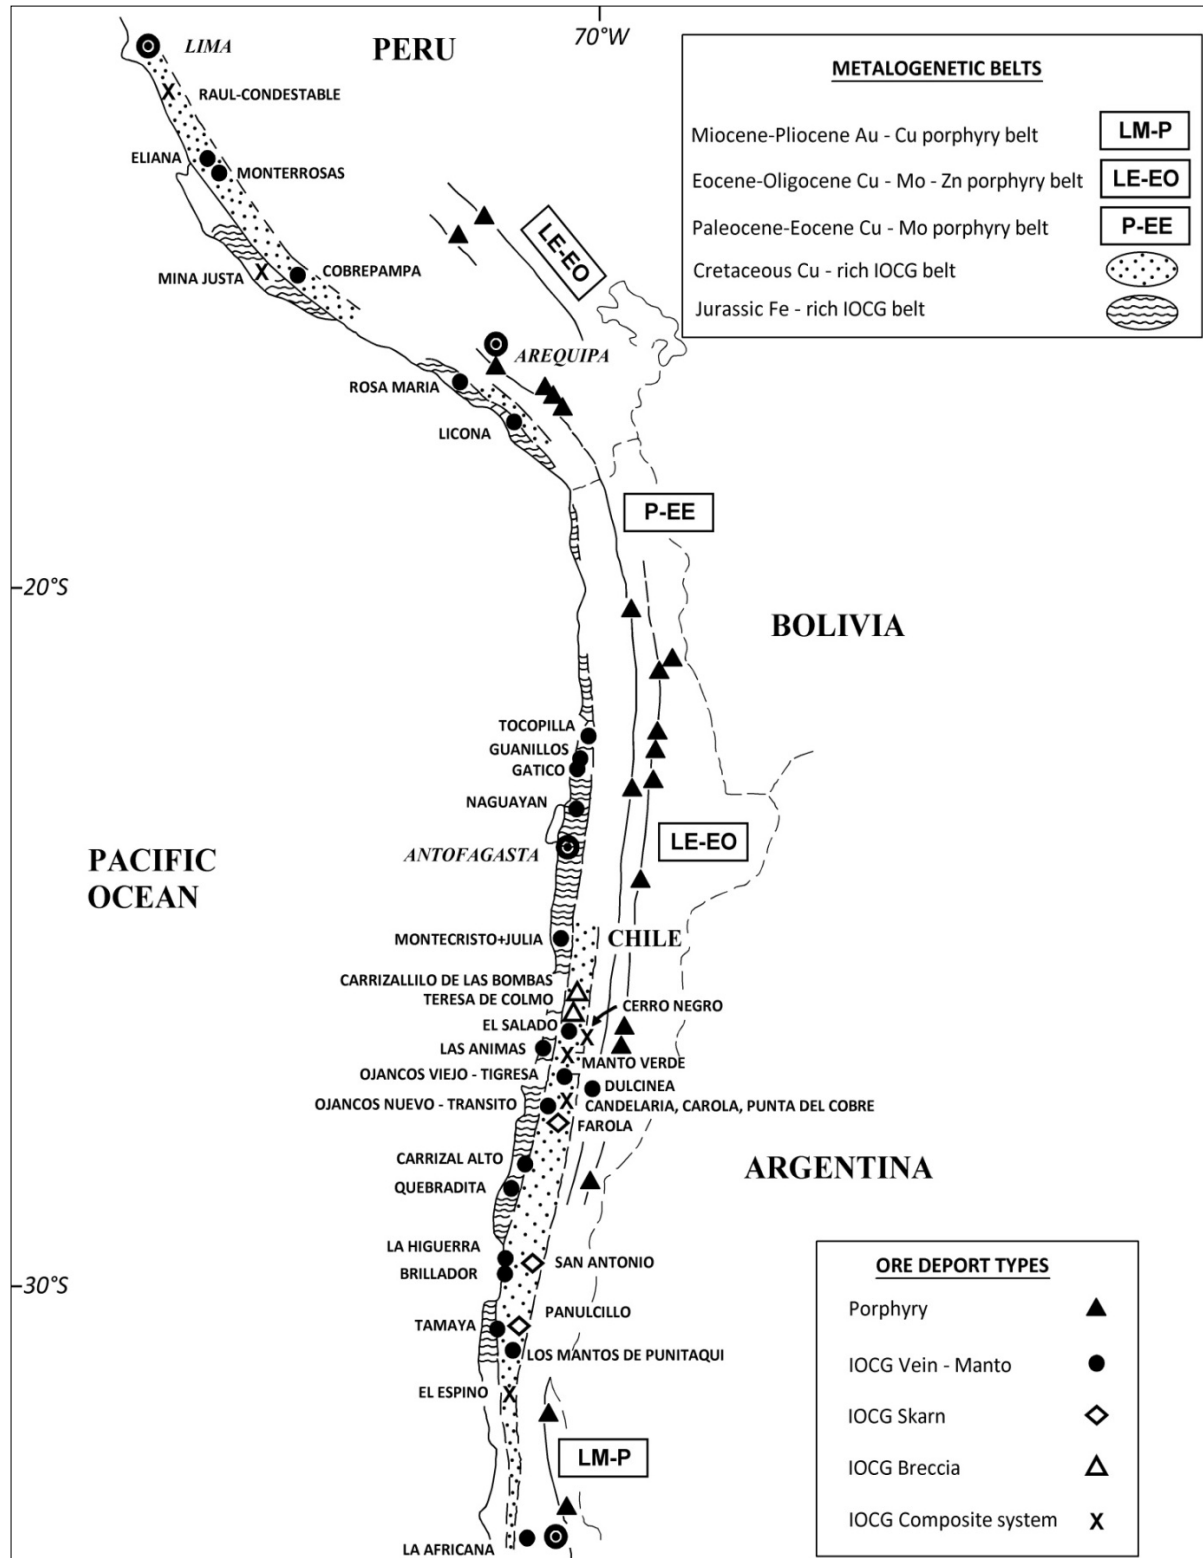 70°W
LIMA
PERU
RAUL-CONDESTABLE
ELIANA
MONTERROSAS
MINA JUSTA
COBREPAMPA
LE-EO
AREQUIPA
ROSA MARIA
LICONA
METALOGENETIC BELTS
Miocene-Pliocene Au - Cu porphyry belt
LM-P
Eocene-Oligocene Cu - Mo - Zn porphyry belt
LE-EO
Paleocene-Eocene Cu - Mo porphyry belt
P-EE
Cretaceous Cu - rich IOCG belt
Jurassic Fe - rich IOCG belt
P-EE
20°S
BOLIVIA
TOCOPILLA
GUANILLOS
GATICO
NAGUAYAN
ANTOFAGASTA
LE-EO
PACIFIC
OCEAN
MONTECRISTO+JULIA
CHILE
CARRIZALLILO DE LAS BOMBAS
TERESA DE COLMO
CERRO NEGRO
EL SALADO
LAS ANIMAS
MANTO VERDE
OJANCOS VIEJO - TIGRESA
DULCINEA
OJANCOS NUEVO - TRANSITO
CANDELARIA, CAROLA, PUNTA DEL COBRE
FAROLA
CARRIZAL ALTO
QUEBRADITA
ARGENTINA
LA HIGUERRA
BRILLADOR
SAN ANTONIO
30°S
TAMAYA
PANULCILLO
LOS MANTOS DE PUNITAQUI
EL ESPINO
LM-P
LA AFRICANA
ORE DEPORT TYPES
Porphyry
IOCG Vein - Manto
IOCG Skarn
IOCG Breccia
IOCG Composite system